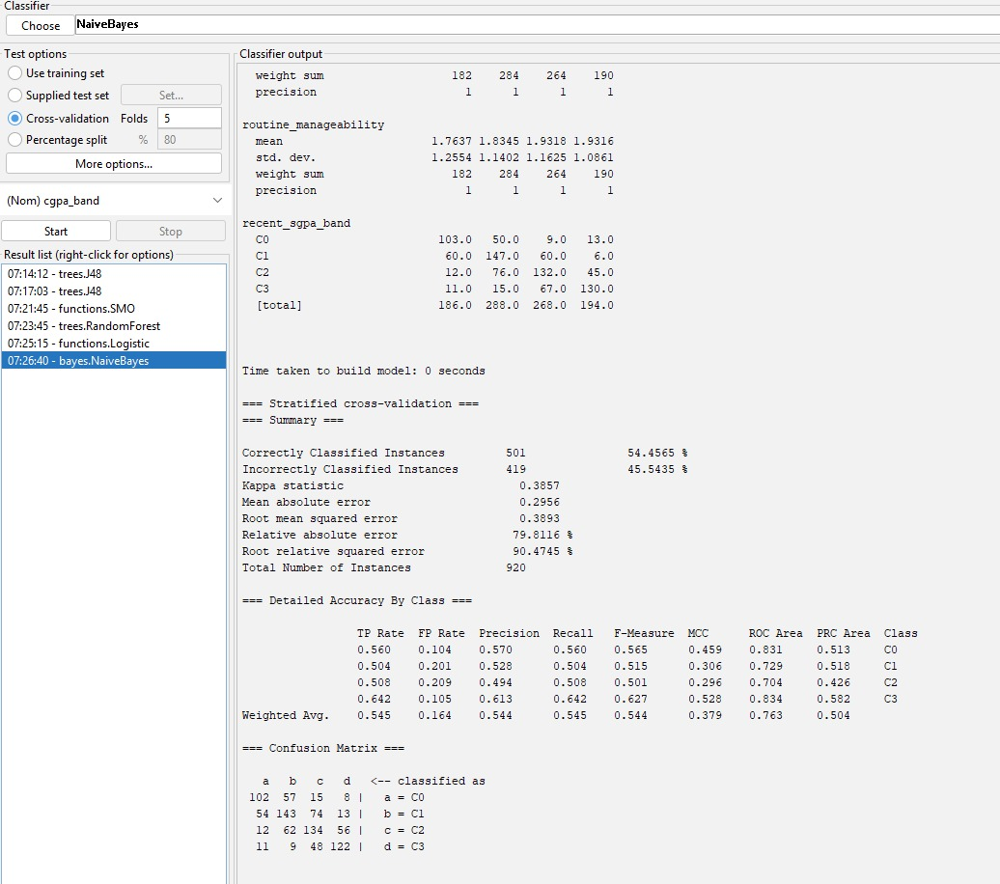 Classifier
Choose NaiveBayes
Test options
Use training set
Supplied test set Set...
Cross-validation Folds 5
Percentage split % 80
More options...
(Nom) cgpa_band
Start Stop
Result list (right-click for options)
07:14:12 - trees.J48
07:17:03 - trees.J48
07:21:45 - functions.SMO
07:23:45 - trees.RandomForest
07:25:15 - functions.Logistic
07:26:40 - bayes.NaiveBayes
Classifier output
weight sum 182 284 264 190
precision 1 1 1 1
routine_manageability
mean 1.7637 1.8345 1.9318 1.9316
std. dev. 1.2554 1.1402 1.1625 1.0861
weight sum 182 284 264 190
precision 1 1 1 1
recent_sgpa_band
C0 103.0 50.0 9.0 13.0
C1 60.0 147.0 60.0 6.0
C2 12.0 76.0 132.0 45.0
C3 11.0 15.0 67.0 130.0
[total] 186.0 288.0 268.0 194.0
Time taken to build model: 0 seconds
=== Stratified cross-validation ===
=== Summary ===
Correctly Classified Instances 501 54.4565 %
Incorrectly Classified Instances 419 45.5435 %
Kappa statistic 0.3857
Mean absolute error 0.2956
Root mean squared error 0.3893
Relative absolute error 79.8116 %
Root relative squared error 90.4745 %
Total Number of Instances 920
=== Detailed Accuracy By Class ===
TP Rate FP Rate Precision Recall F-Measure MCC ROC Area PRC Area Class
0.560 0.104 0.570 0.560 0.565 0.459 0.831 0.513 C0
0.504 0.201 0.528 0.504 0.515 0.306 0.729 0.518 C1
0.508 0.209 0.494 0.508 0.501 0.296 0.704 0.426 C2
0.642 0.105 0.613 0.642 0.627 0.528 0.834 0.582 C3
Weighted Avg. 0.545 0.164 0.544 0.545 0.544 0.379 0.763 0.504
=== Confusion Matrix ===
a b c d <-- classified as
102 57 15 8 | a = C0
54 143 74 13 | b = C1
12 62 134 56 | c = C2
11 9 48 122 | d = C3